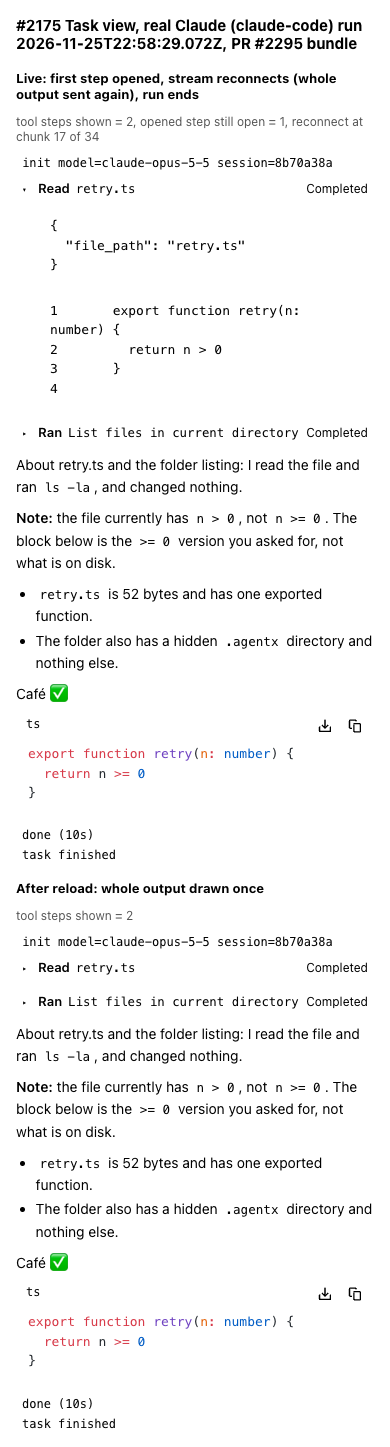 #2175 Task view, real Claude (claude-code) run
2026-11-25T22:58:29.072Z, PR #2295 bundle
Live: first step opened, stream reconnects (whole
output sent again), run ends
tool steps shown = 2, opened step still open = 1, reconnect at
chunk 17 of 34
init model=claude-opus-5-5 session=8b70a38a
▾ Read retry.ts Completed
{
  "file_path": "retry.ts"
}
1       export function retry(n:
number) {
2         return n > 0
3       }
4
▸ Ran List files in current directory Completed
About retry.ts and the folder listing: I read the file and
ran ls -la, and changed nothing.
Note: the file currently has n > 0, not n >= 0. The
block below is the >= 0 version you asked for, not
what is on disk.
• retry.ts is 52 bytes and has one exported
function.
• The folder also has a hidden .agentx directory and
nothing else.
Café ✅
ts
export function retry(n: number) {
  return n >= 0
}
done (10s)
task finished
After reload: whole output drawn once
tool steps shown = 2
init model=claude-opus-5-5 session=8b70a38a
▸ Read retry.ts Completed
▸ Ran List files in current directory Completed
About retry.ts and the folder listing: I read the file and
ran ls -la, and changed nothing.
Note: the file currently has n > 0, not n >= 0. The
block below is the >= 0 version you asked for, not
what is on disk.
• retry.ts is 52 bytes and has one exported
function.
• The folder also has a hidden .agentx directory and
nothing else.
Café ✅
ts
export function retry(n: number) {
  return n >= 0
}
done (10s)
task finished